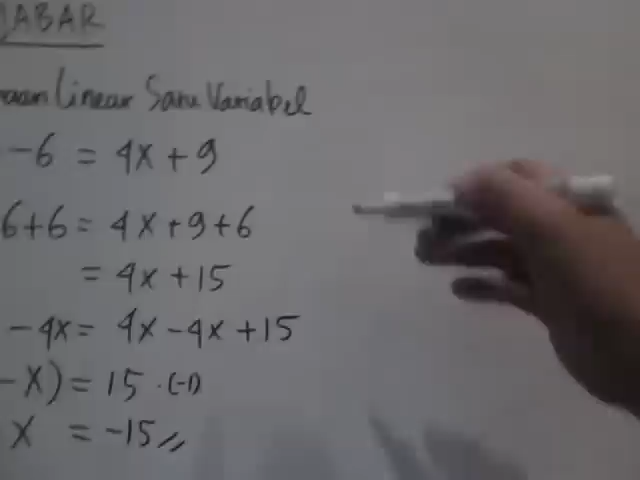 JABAR
Linear Satu Variabel
-6 = 4x + 9
6+6 = 4x+9+6
= 4x + 15
-4x = 4x -4x +15
-x) = 15 . (-1)
x = -15 //